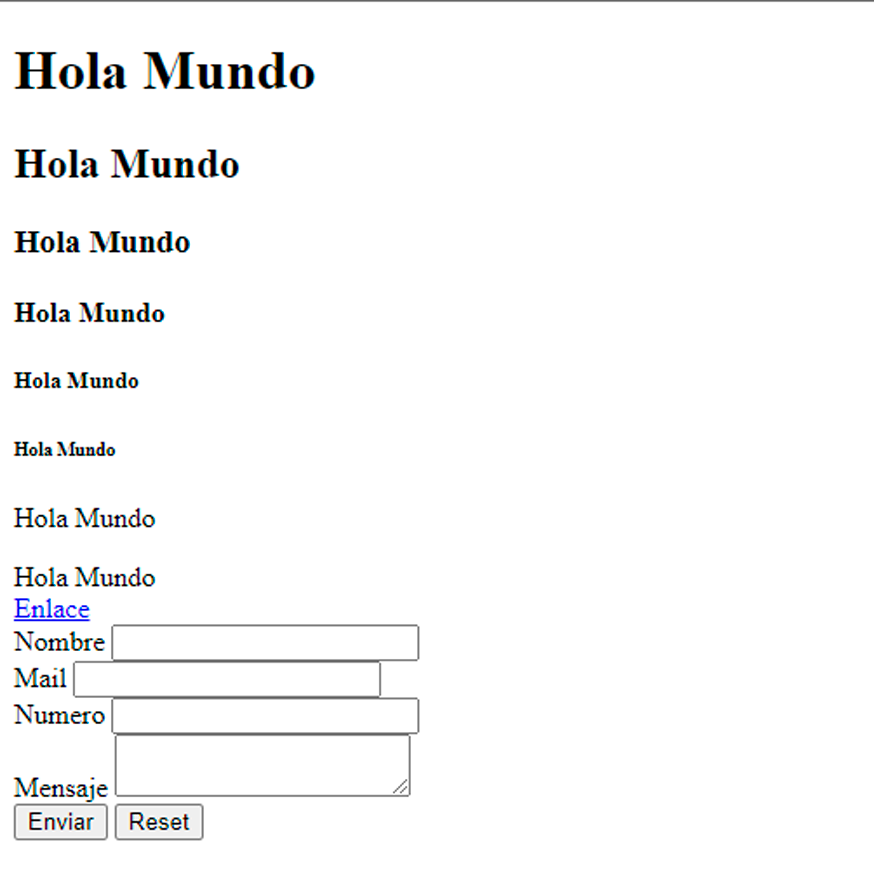 Hola Mundo
Hola Mundo
Hola Mundo
Hola Mundo
Hola Mundo
Hola Mundo
Hola Mundo
Hola Mundo
Enlace
Nombre
Mail
Numero
Mensaje
Enviar Reset